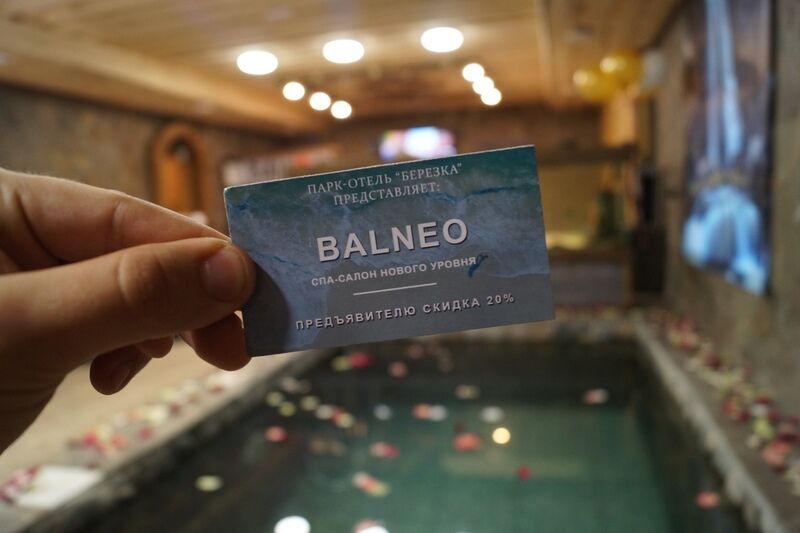 ПАРК-ОТЕЛЬ "БЕРЕЗКА"
ПРЕДСТАВЛЯЕТ:
BALNEO
СПА-САЛОН НОВОГО УРОВНЯ
ПРЕДЪЯВИТЕЛЮ СКИДКА 20%